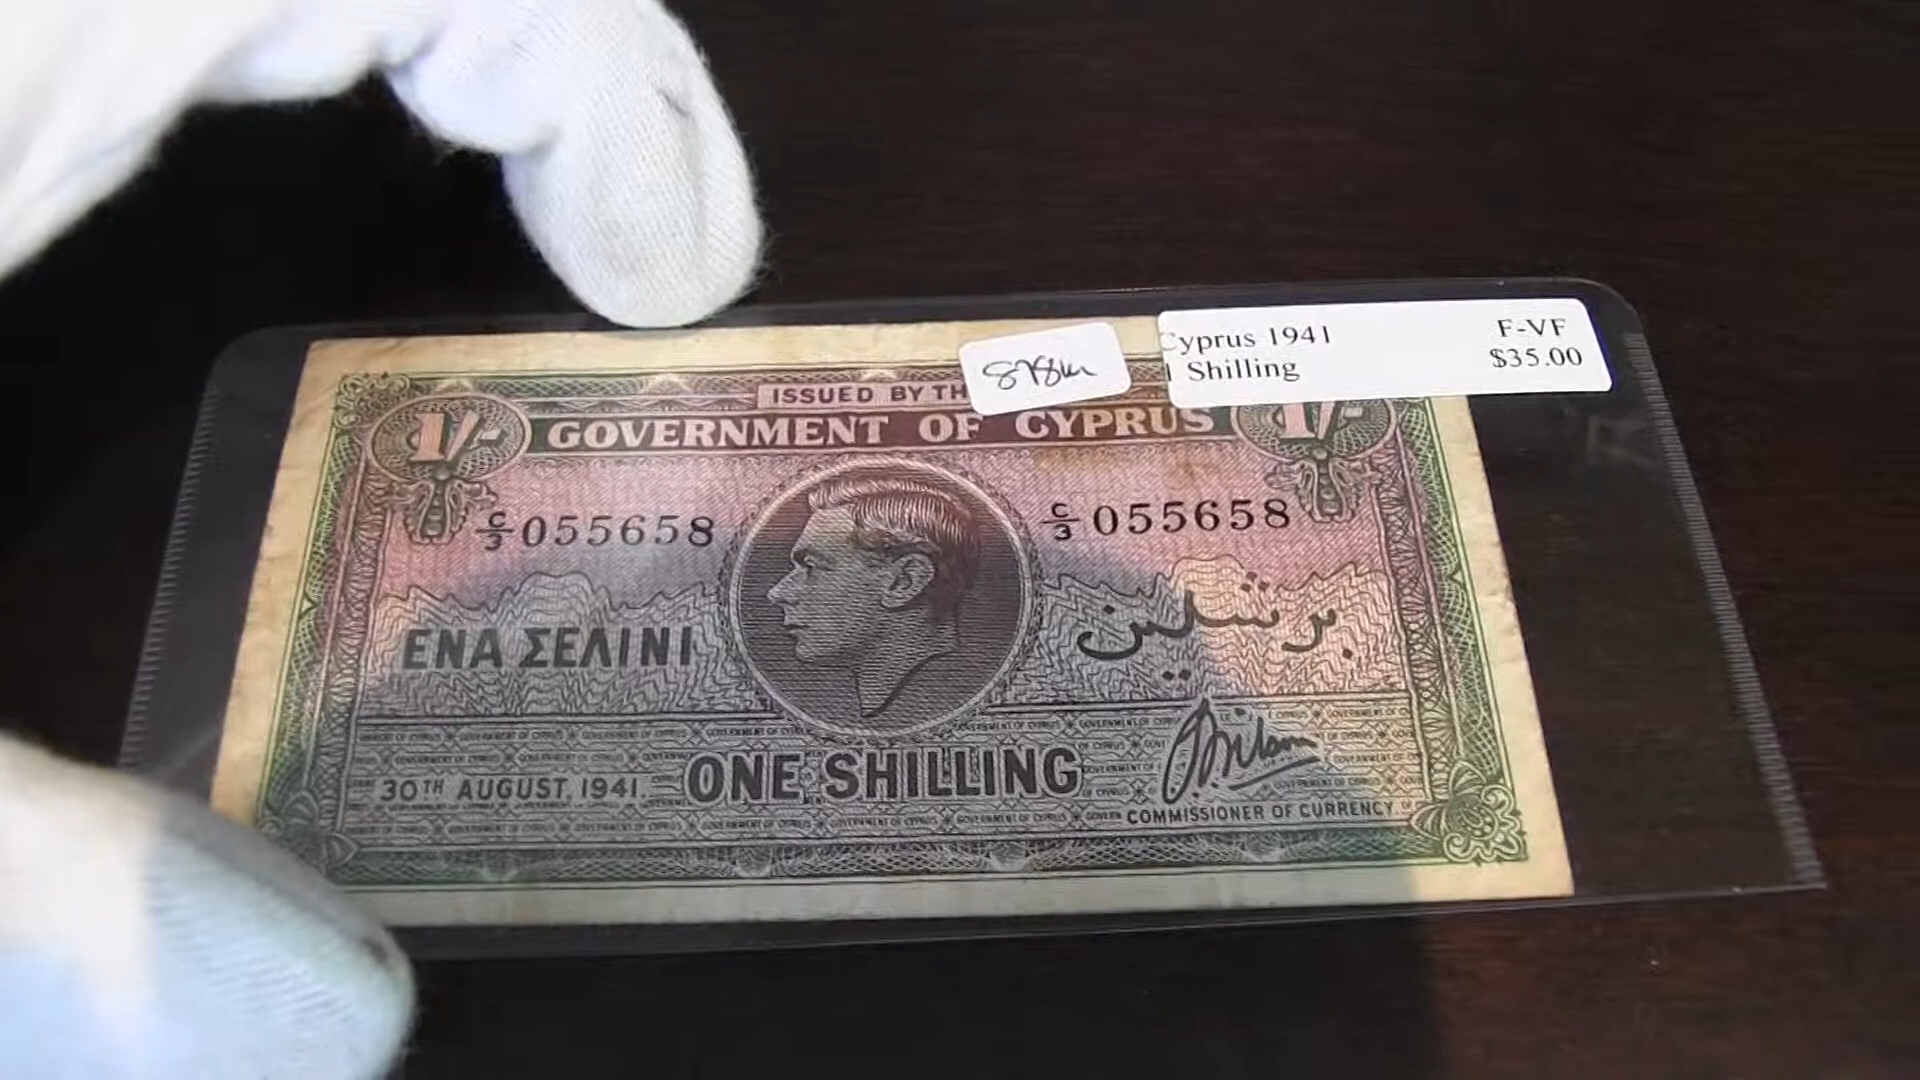 Cyprus 1941 F-VF
1 Shilling $35.00
ISSUED BY TH
GOVERNMENT OF CYPRUS
1/- 1/-
C/3 055658 C/3 055658
ΕΝΑ ΣΕΛΙΝΙ بر شلين
30TH AUGUST, 1941. ONE SHILLING
COMMISSIONER OF CURRENCY.